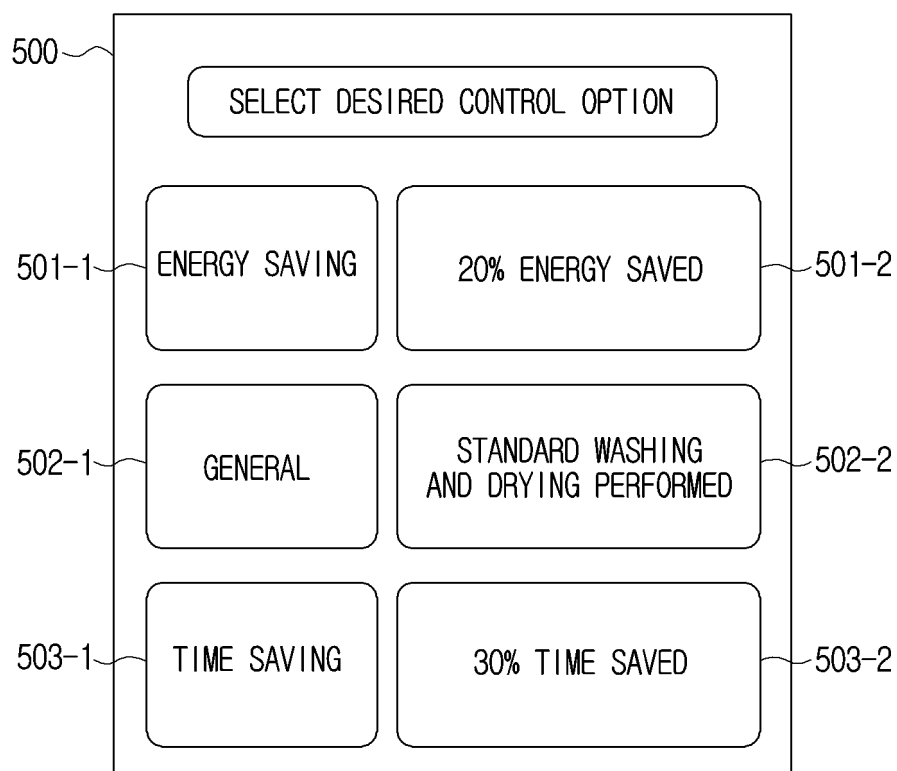 500
SELECT DESIRED CONTROL OPTION
501-1
ENERGY SAVING
20% ENERGY SAVED
501-2
502-1
GENERAL
STANDARD WASHING
AND DRYING PERFORMED
502-2
503-1
TIME SAVING
30% TIME SAVED
503-2